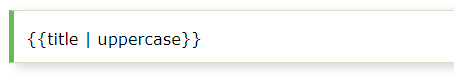 {{title | uppercase}}